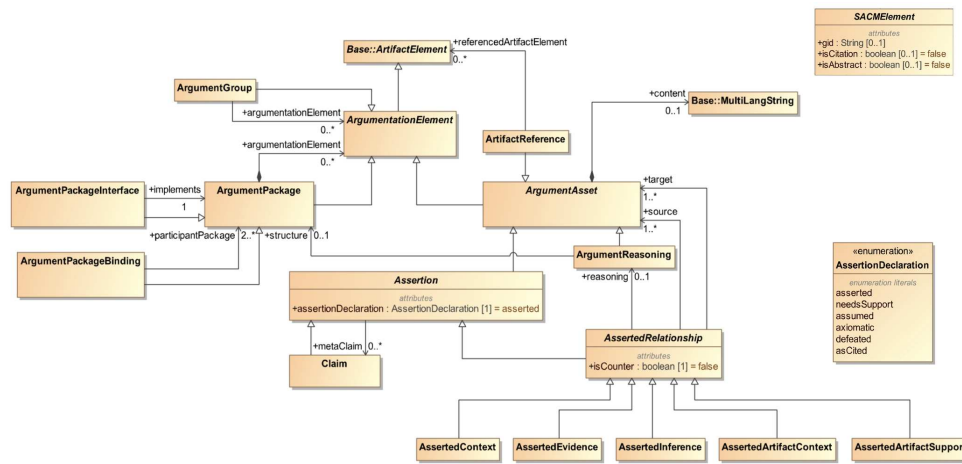 SACMElement
attributes
+gid : String [0..1]
+isCitation : boolean [0..1] = false
+isAbstract : boolean [0..1] = false
+referencedArtifactElement
Base::ArtifactElement
0..*
ArgumentGroup
+argumentationElement
0..*
ArgumentationElement
+content
0..1
Base::MultiLangString
ArtifactReference
+argumentationElement
0..*
ArgumentPackageInterface
+implements
1
ArgumentPackage
ArgumentAsset
+target
1..*
+source
1..*
+participantPackage
2..*
+structure
0..1
ArgumentPackageBinding
ArgumentReasoning
+reasoning
0..1
Assertion
attributes
+assertionDeclaration : AssertionDeclaration [1] = asserted
«enumeration»
AssertionDeclaration
enumeration literals
asserted
needsSupport
assumed
axiomatic
defeated
asCited
+metaClaim
0..*
Claim
AssertedRelationship
attributes
+isCounter : boolean [1] = false
AssertedContext
AssertedEvidence
AssertedInference
AssertedArtifactContext
AssertedArtifactSuppor